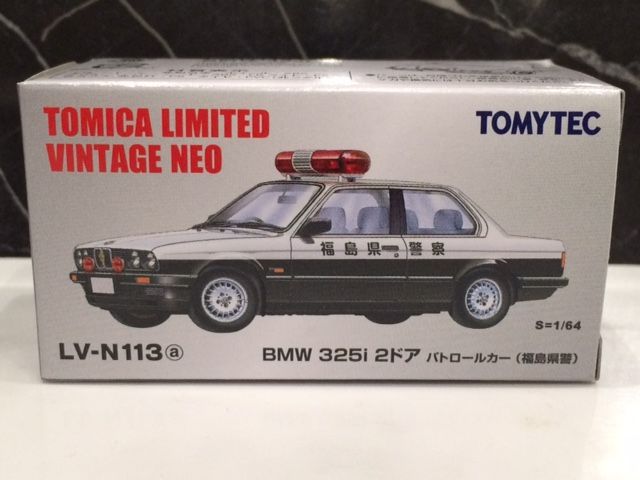 TOMICA LIMITED
VINTAGE NEO
TOMYTEC
福島県警察
S=1/64
LV-N113ⓐ
BMW 325i 2ドア パトロールカー (福島県警)